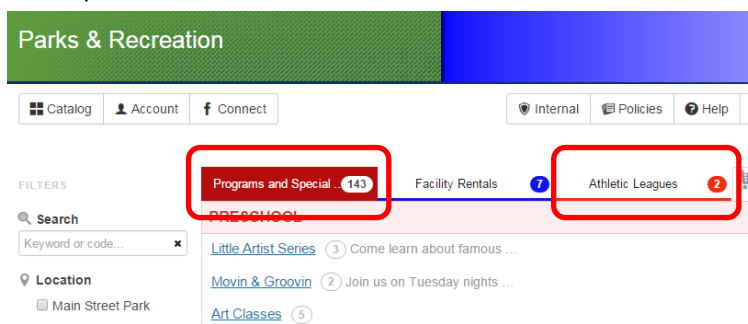 Parks & Recreation
Catalog Account Connect Internal Policies Help
Programs and Special .. 143 Facility Rentals 7 Athletic Leagues 2
FILTERS
PRESCHOOL
Search
Keyword or code...
Little Artist Series 3 Come learn about famous ...
Location
Movin & Groovin 2 Join us on Tuesday nights ...
Main Street Park
Art Classes 5